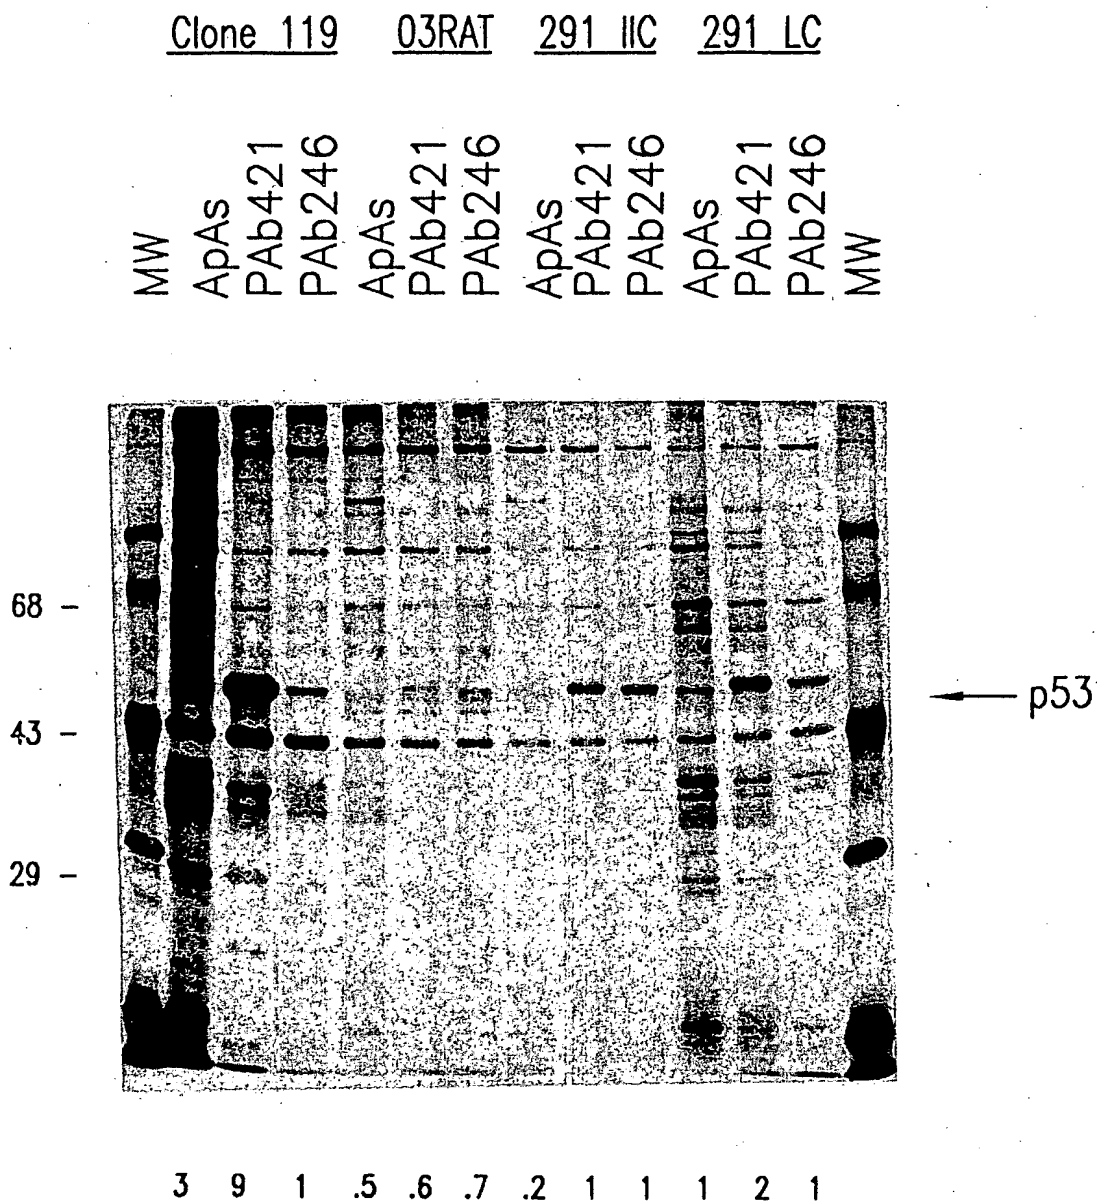 Clone 119 03RAT 291 IIC 291 LC
MW ApAs PAb421 PAb246 ApAs PAb421 PAb246 ApAs PAb421 PAb246 ApAs PAb421 PAb246 MW
68 –
p53
43 –
29 –
3 9 1 .5 .6 .7 .2 1 1 1 2 1